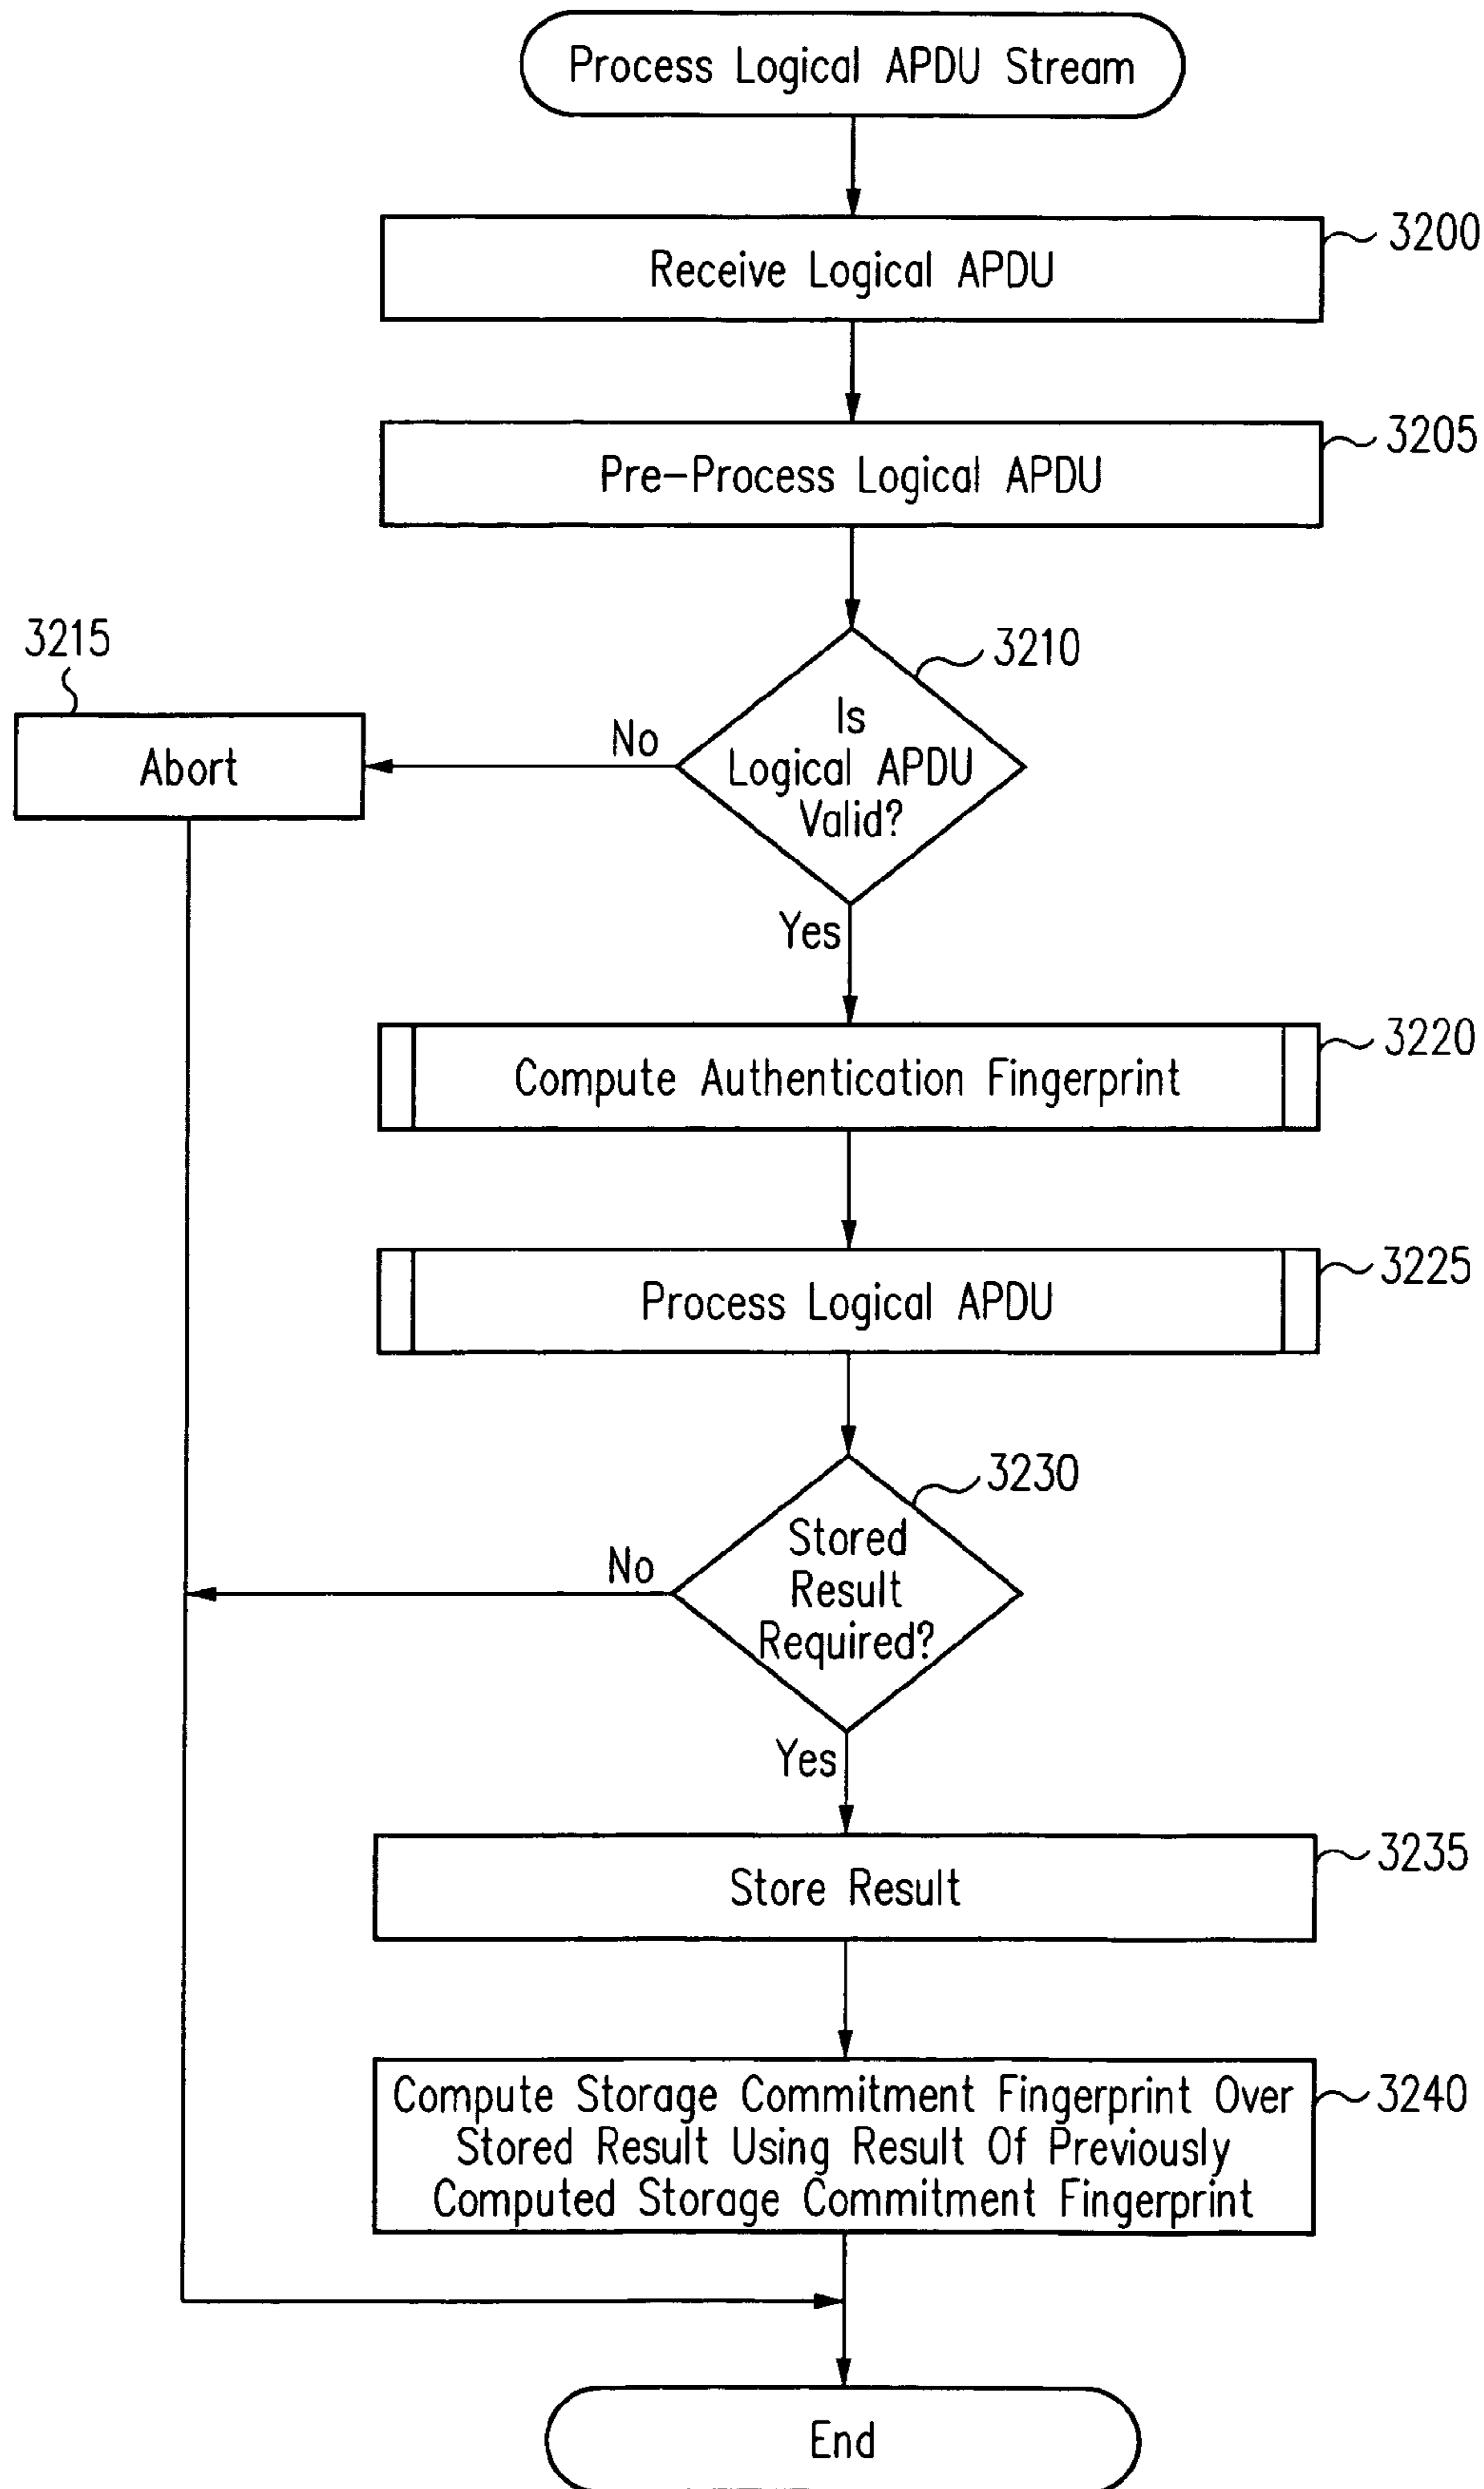 Process Logical APDU Stream
3200
Receive Logical APDU
3205
Pre-Process Logical APDU
3210
3215
Is
Logical APDU
Valid?
No
Abort
Yes
3220
Compute Authentication Fingerprint
3225
Process Logical APDU
3230
Stored
Result
Required?
No
Yes
3235
Store Result
3240
Compute Storage Commitment Fingerprint Over
Stored Result Using Result Of Previously
Computed Storage Commitment Fingerprint
End